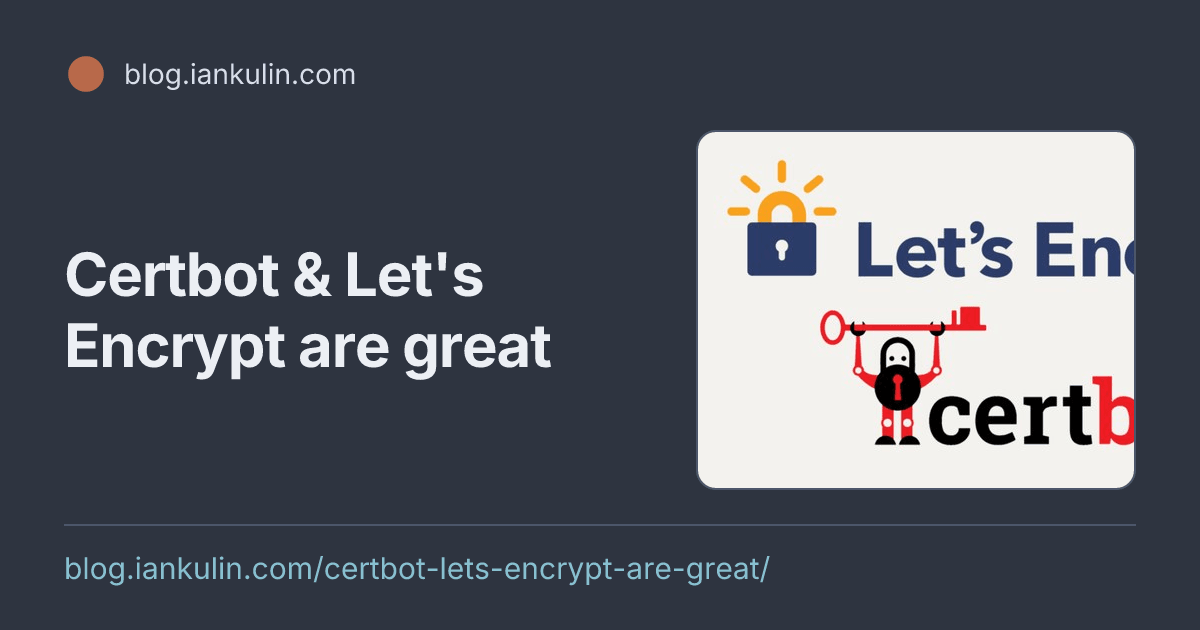 blog.iankulin.com
Certbot & Let's
Encrypt are great
Let’s Enc
certb
blog.iankulin.com/certbot-lets-encrypt-are-great/